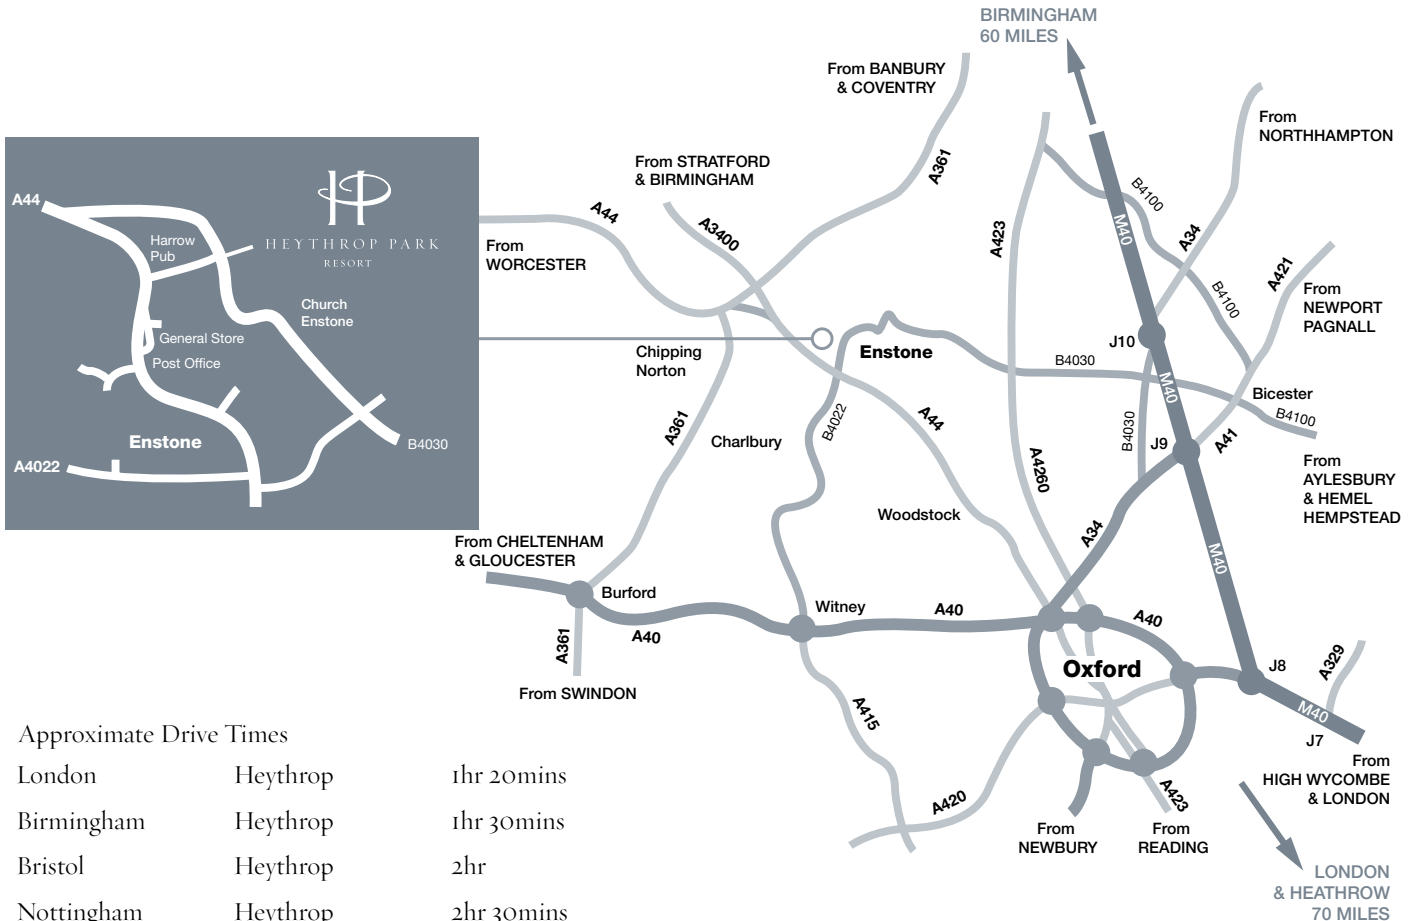 BIRMINGHAM
60 MILES
From BANBURY
& COVENTRY
From
NORTHHAMPTON
From STRATFORD
& BIRMINGHAM
A361
B4100
A44
A3400
A423
M40
A34
From
WORCESTER
A421
B4100
From
NEWPORT
PAGNALL
J10
Enstone
Chipping
Norton
B4030
M40
Bicester
B4100
A361
B4022
A44
B4030
J9
A41
Charlbury
A4260
From
AYLESBURY
& HEMEL
HEMPSTEAD
Woodstock
A34
M40
From CHELTENHAM
& GLOUCESTER
Burford
Witney
A40
A40
A40
A361
Oxford
J8
A329
From SWINDON
A415
M40
J7
From
HIGH WYCOMBE
& LONDON
A420
A423
From
NEWBURY
From
READING
LONDON
& HEATHROW
70 MILES
A44
HEYTHROP PARK
RESORT
Harrow
Pub
Church
Enstone
General Store
Post Office
Enstone
B4030
A4022
Approximate Drive Times
London Heythrop 1hr 20mins
Birmingham Heythrop 1hr 30mins
Bristol Heythrop 2hr
Nottingham Heythrop 2hr 30mins